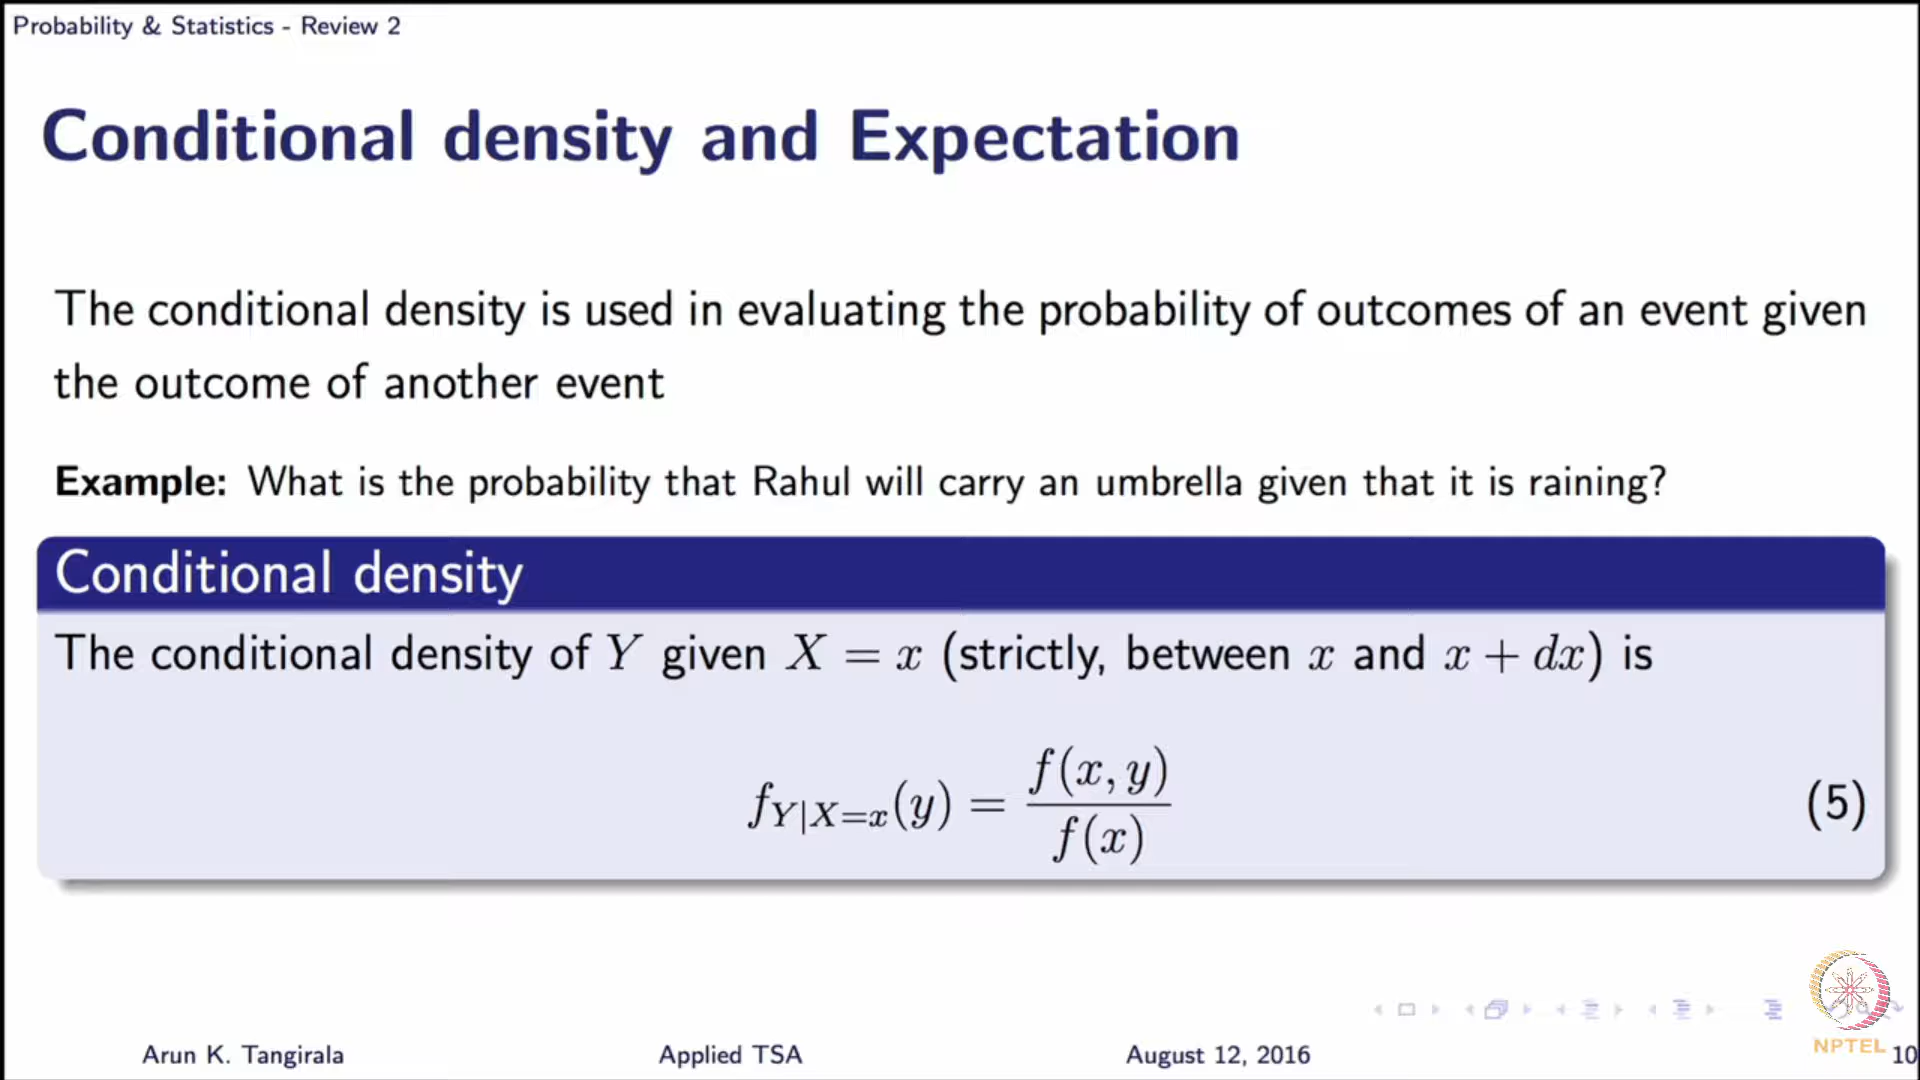 Probability & Statistics - Review 2
Conditional density and Expectation
The conditional density is used in evaluating the probability of outcomes of an event given
the outcome of another event
Example: What is the probability that Rahul will carry an umbrella given that it is raining?
Conditional density
The conditional density of Y given X = x (strictly, between x and x + dx) is
f_{Y|X=x}(y) = \frac{f(x, y)}{f(x)} (5)
NPTEL
Arun K. Tangirala Applied TSA August 12, 2016 10